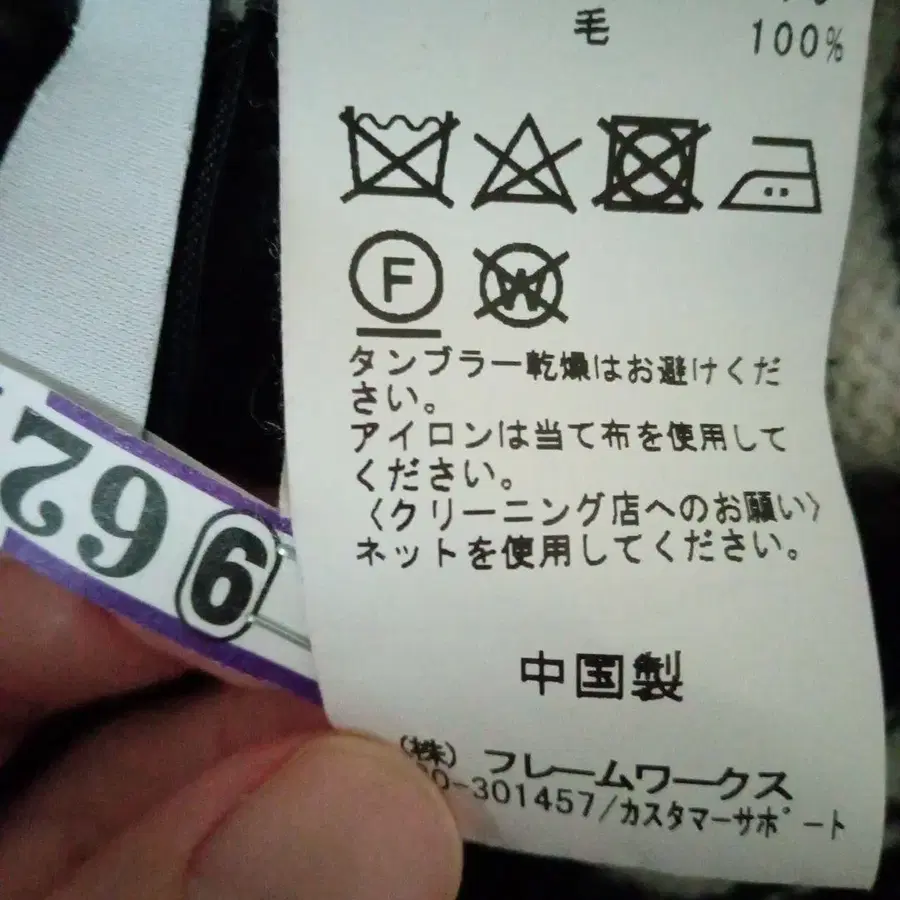 毛
100%
F
W
タンブラー乾燥はお避けくだ
さい。
アイロンは当て布を使用して
ください。
〈クリーニング店へのお願い〉
ネットを使用してください。
中国製
(株) フレームワークス
0-301457/カスタマーサポート
629
6